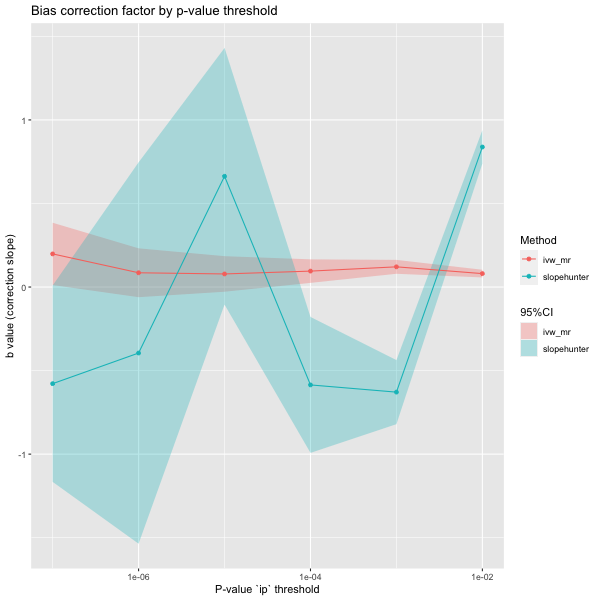 Bias correction factor by p-value threshold
b value (correction slope)
1
0
-1
1e-06
1e-04
1e-02
P-value `ip` threshold
Method
ivw_mr
slopehunter
95%CI
ivw_mr
slopehunter